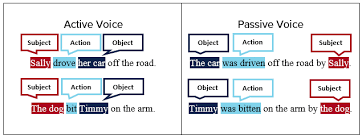 Active Voice
Subject Action Object
Sally drove her car off the road.
Subject Action Object
The dog bit Timmy on the arm.
Passive Voice
Object Action Subject
The car was driven off the road by Sally.
Object Action Subject
Timmy was bitten on the arm by the dog.